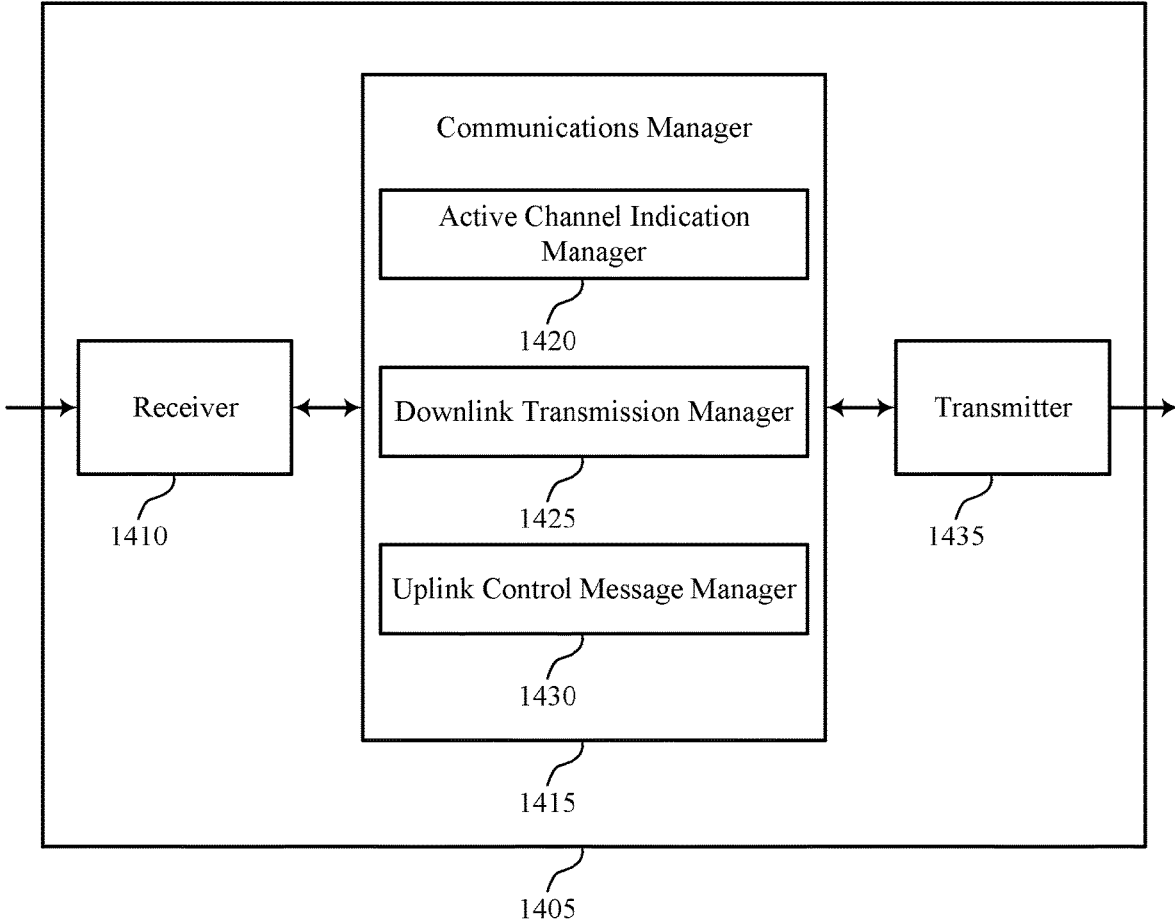 Communications Manager
Active Channel Indication
Manager
1420
Receiver
1410
Downlink Transmission Manager
1425
Transmitter
1435
Uplink Control Message Manager
1430
1415
1405